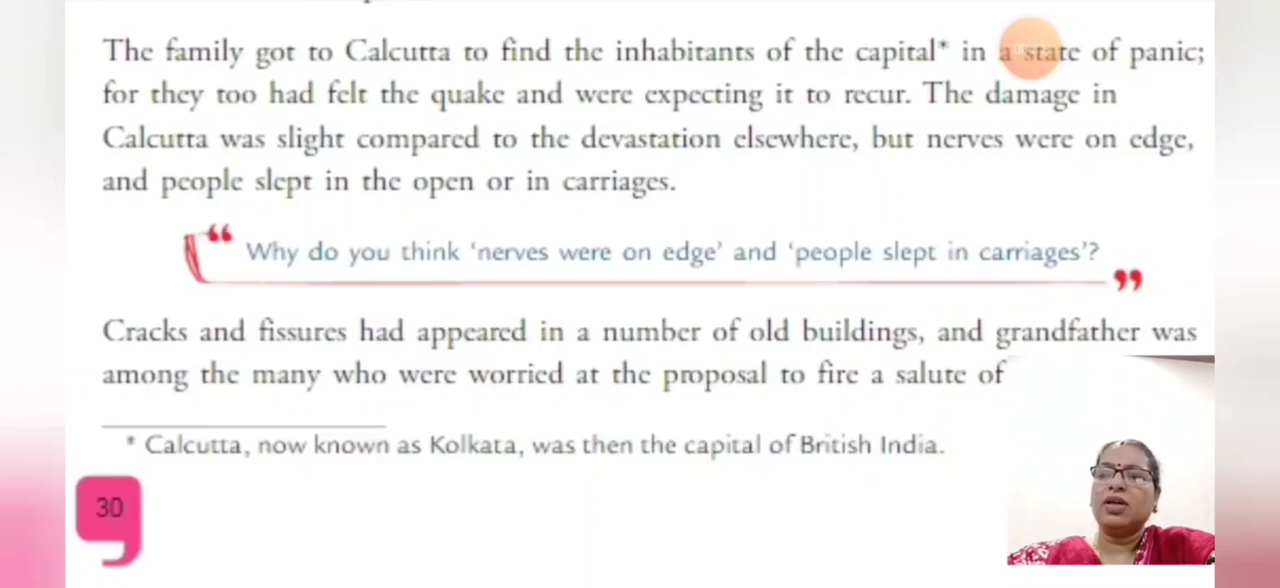 The family got to Calcutta to find the inhabitants of the capital* in a state of panic;
for they too had felt the quake and were expecting it to recur. The damage in
Calcutta was slight compared to the devastation elsewhere, but nerves were on edge,
and people slept in the open or in carriages.
“ Why do you think ‘nerves were on edge’ and ‘people slept in carriages’? ”
Cracks and fissures had appeared in a number of old buildings, and grandfather was
among the many who were worried at the proposal to fire a salute of
* Calcutta, now known as Kolkata, was then the capital of British India.
30